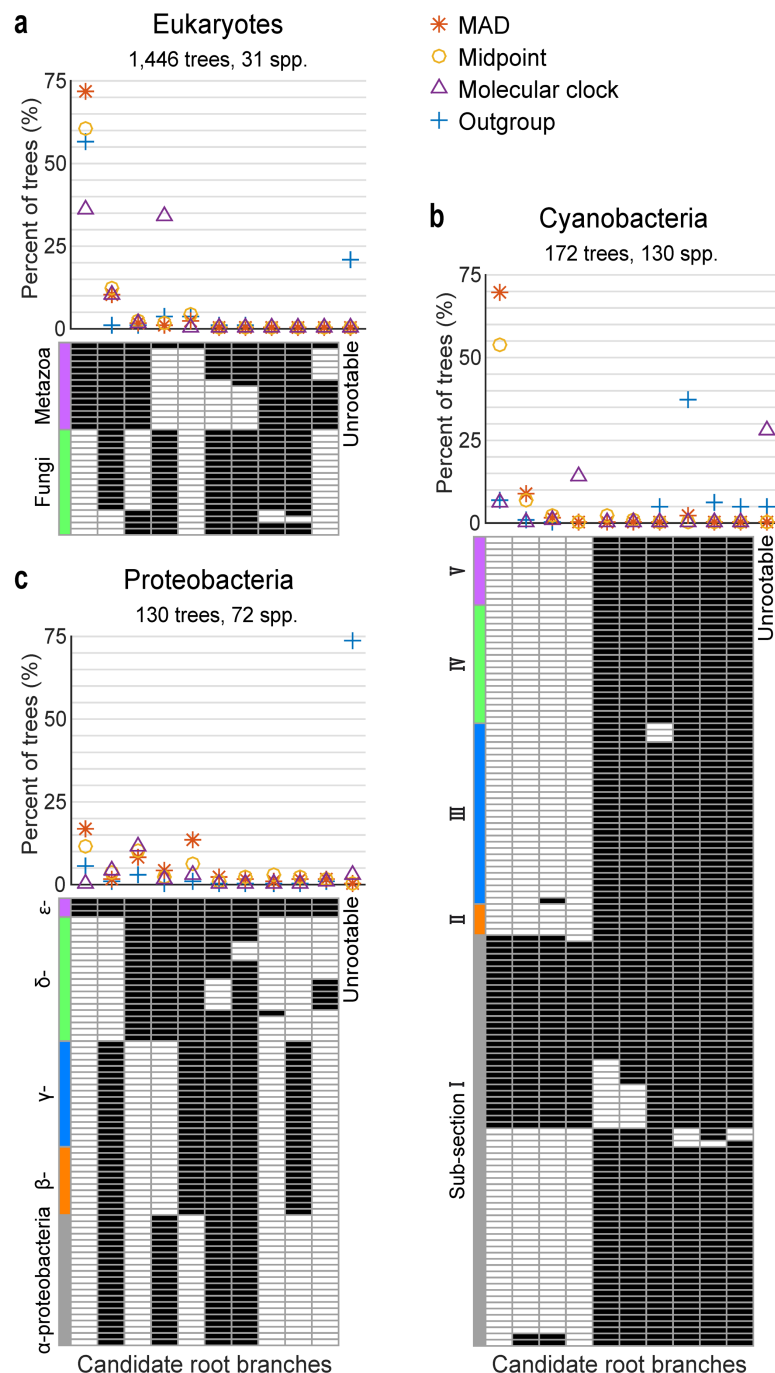 a
Eukaryotes
1,446 trees, 31 spp.
75
50
25
0
Percent of trees (%)
Metazoa
Fungi
Unrootable
MAD
Midpoint
Molecular clock
Outgroup
b
Cyanobacteria
172 trees, 130 spp.
75
50
25
0
Percent of trees (%)
V
IV
III
II
Sub-section I
Unrootable
Candidate root branches
c
Proteobacteria
130 trees, 72 spp.
75
50
25
0
Percent of trees (%)
ε-
δ-
γ-
β-
α-proteobacteria
Unrootable
Candidate root branches